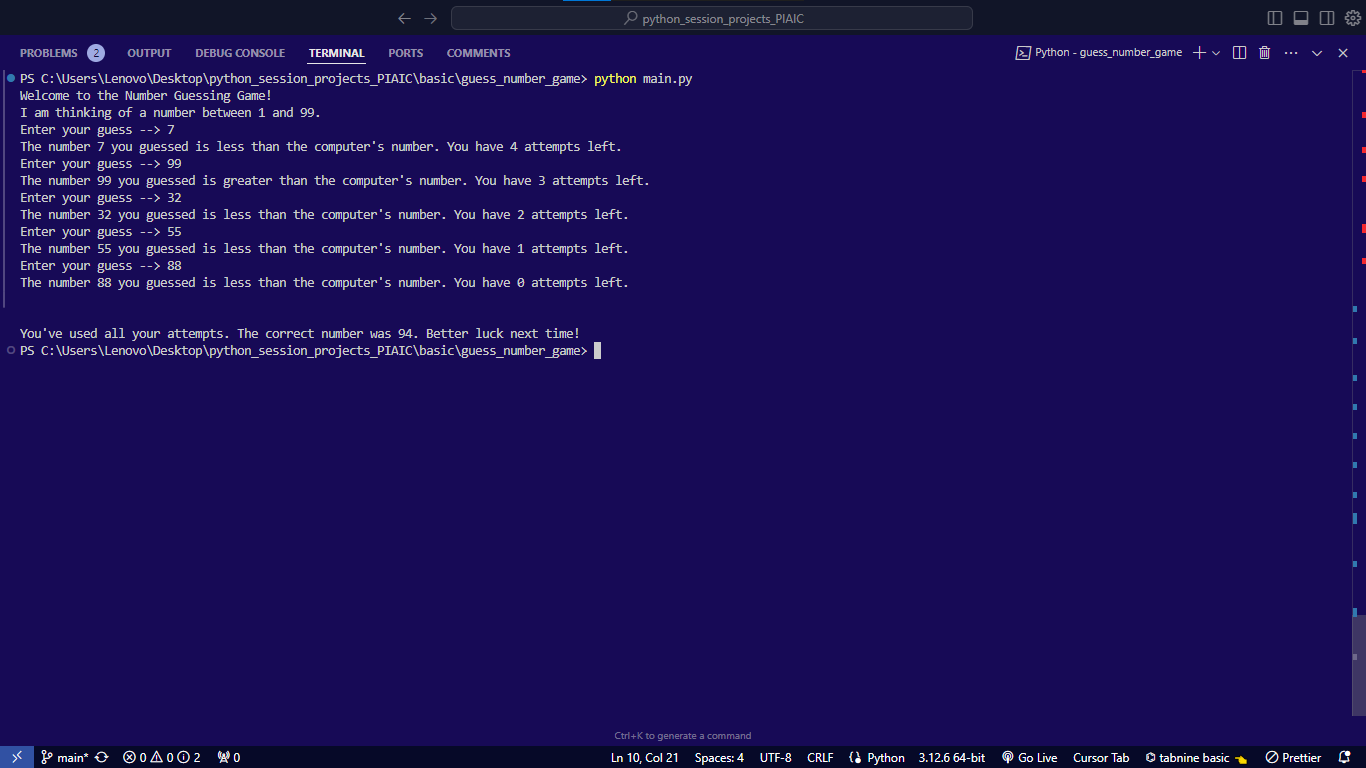 python_session_projects_PIAIC
PROBLEMS 2 OUTPUT DEBUG CONSOLE TERMINAL PORTS COMMENTS Python - guess_number_game
PS C:\Users\Lenovo\Desktop\python_session_projects_PIAIC\basic\guess_number_game> python main.py
Welcome to the Number Guessing Game!
I am thinking of a number between 1 and 99.
Enter your guess --> 7
The number 7 you guessed is less than the computer's number. You have 4 attempts left.
Enter your guess --> 99
The number 99 you guessed is greater than the computer's number. You have 3 attempts left.
Enter your guess --> 32
The number 32 you guessed is less than the computer's number. You have 2 attempts left.
Enter your guess --> 55
The number 55 you guessed is less than the computer's number. You have 1 attempts left.
Enter your guess --> 88
The number 88 you guessed is less than the computer's number. You have 0 attempts left.
You've used all your attempts. The correct number was 94. Better luck next time!
PS C:\Users\Lenovo\Desktop\python_session_projects_PIAIC\basic\guess_number_game>
Ctrl+K to generate a command
main* 0 0 2 0 Ln 10, Col 21 Spaces: 4 UTF-8 CRLF Python 3.12.6 64-bit Go Live Cursor Tab tabnine basic Prettier